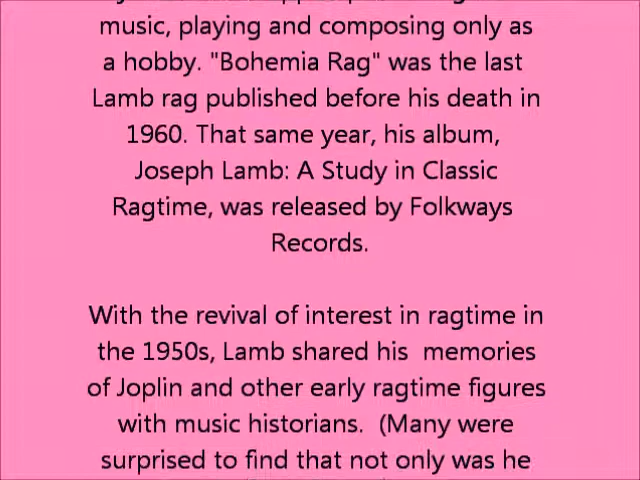 music, playing and composing only as
a hobby. "Bohemia Rag" was the last
Lamb rag published before his death in
1960. That same year, his album,
Joseph Lamb: A Study in Classic
Ragtime, was released by Folkways
Records.
With the revival of interest in ragtime in
the 1950s, Lamb shared his  memories
of Joplin and other early ragtime figures
with music historians.  (Many were
surprised to find that not only was he